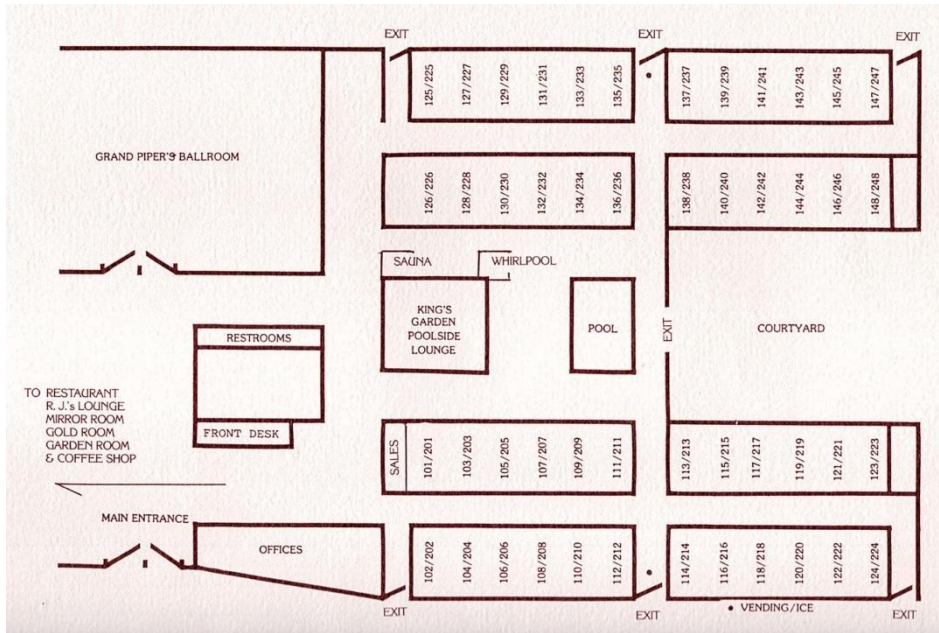 EXIT
EXIT
EXIT
125/225
127/227
129/229
131/231
133/233
135/235
137/237
139/239
141/241
143/243
145/245
147/247
GRAND PIPER'S BALLROOM
126/226
128/228
130/230
132/232
134/234
136/236
138/238
140/240
142/242
144/244
146/246
148/248
SAUNA
WHIRLPOOL
KING'S
GARDEN
POOLSIDE
LOUNGE
POOL
EXIT
COURTYARD
RESTROOMS
FRONT DESK
TO RESTAURANT
R. J.'s LOUNGE
MIRROR ROOM
GOLD ROOM
GARDEN ROOM
& COFFEE SHOP
SALES
101/201
103/203
105/205
107/207
109/209
111/211
113/213
115/215
117/217
119/219
121/221
123/223
MAIN ENTRANCE
OFFICES
102/202
104/204
106/206
108/208
110/210
112/212
114/214
116/216
118/218
120/220
122/222
124/224
EXIT
EXIT
• VENDING/ICE
EXIT